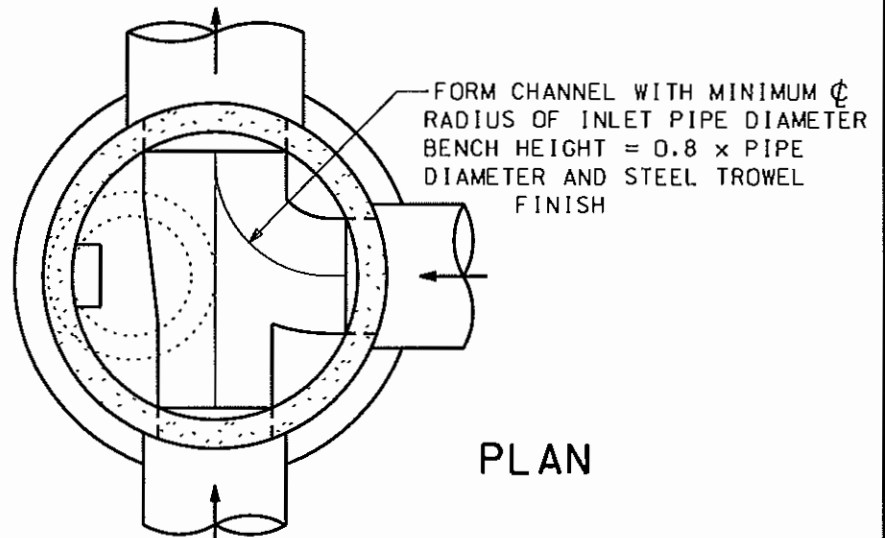 FORM CHANNEL WITH MINIMUM ℄
RADIUS OF INLET PIPE DIAMETER
BENCH HEIGHT = 0.8 x PIPE
DIAMETER AND STEEL TROWEL
FINISH
PLAN